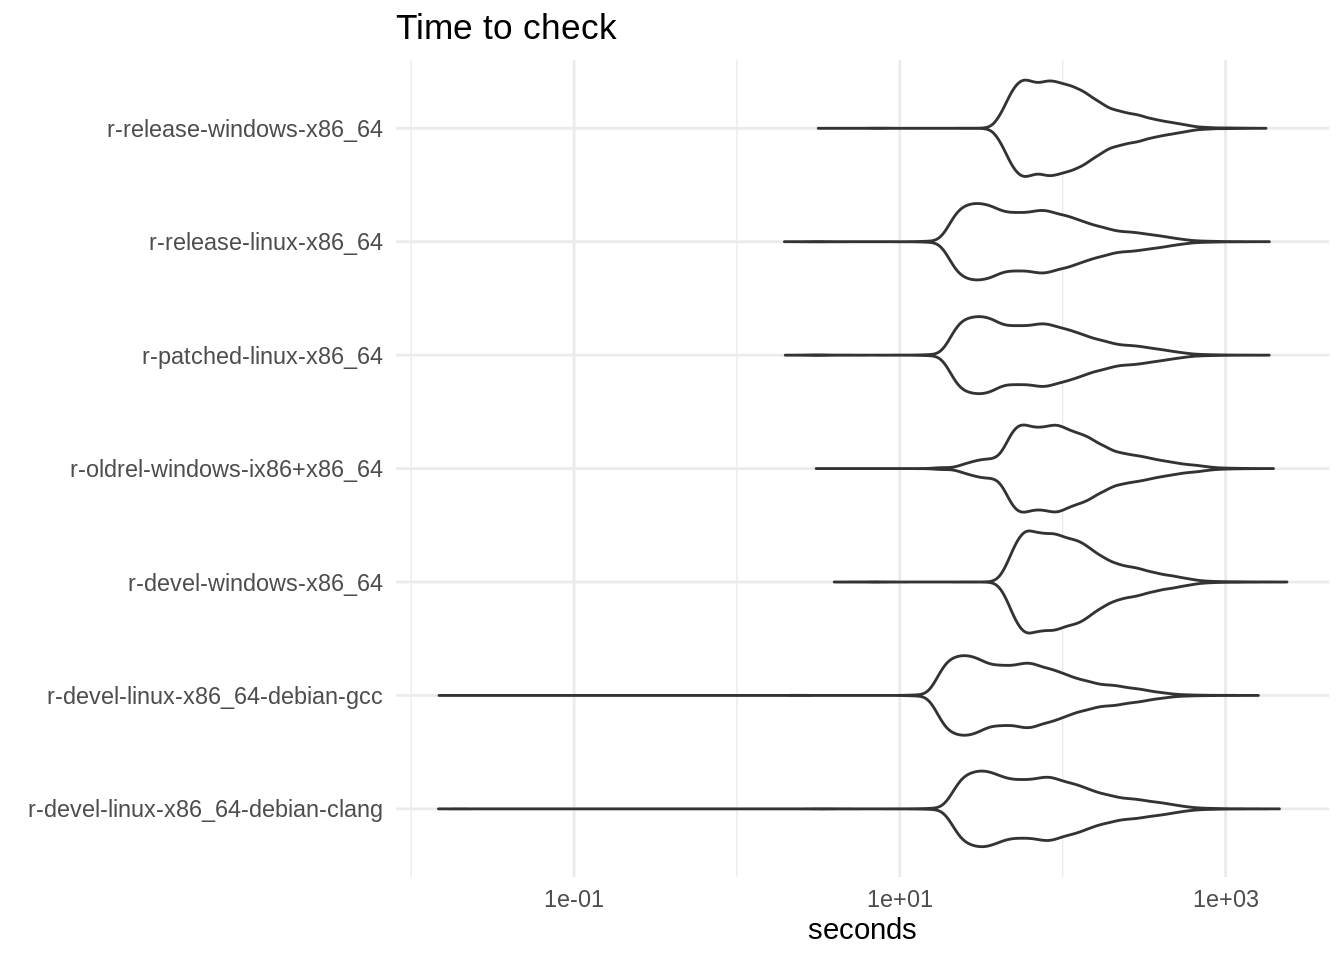 Time to check
r-release-windows-x86_64
r-release-linux-x86_64
r-patched-linux-x86_64
r-oldrel-windows-ix86+x86_64
r-devel-windows-x86_64
r-devel-linux-x86_64-debian-gcc
r-devel-linux-x86_64-debian-clang
1e-01 1e+01 1e+03
seconds